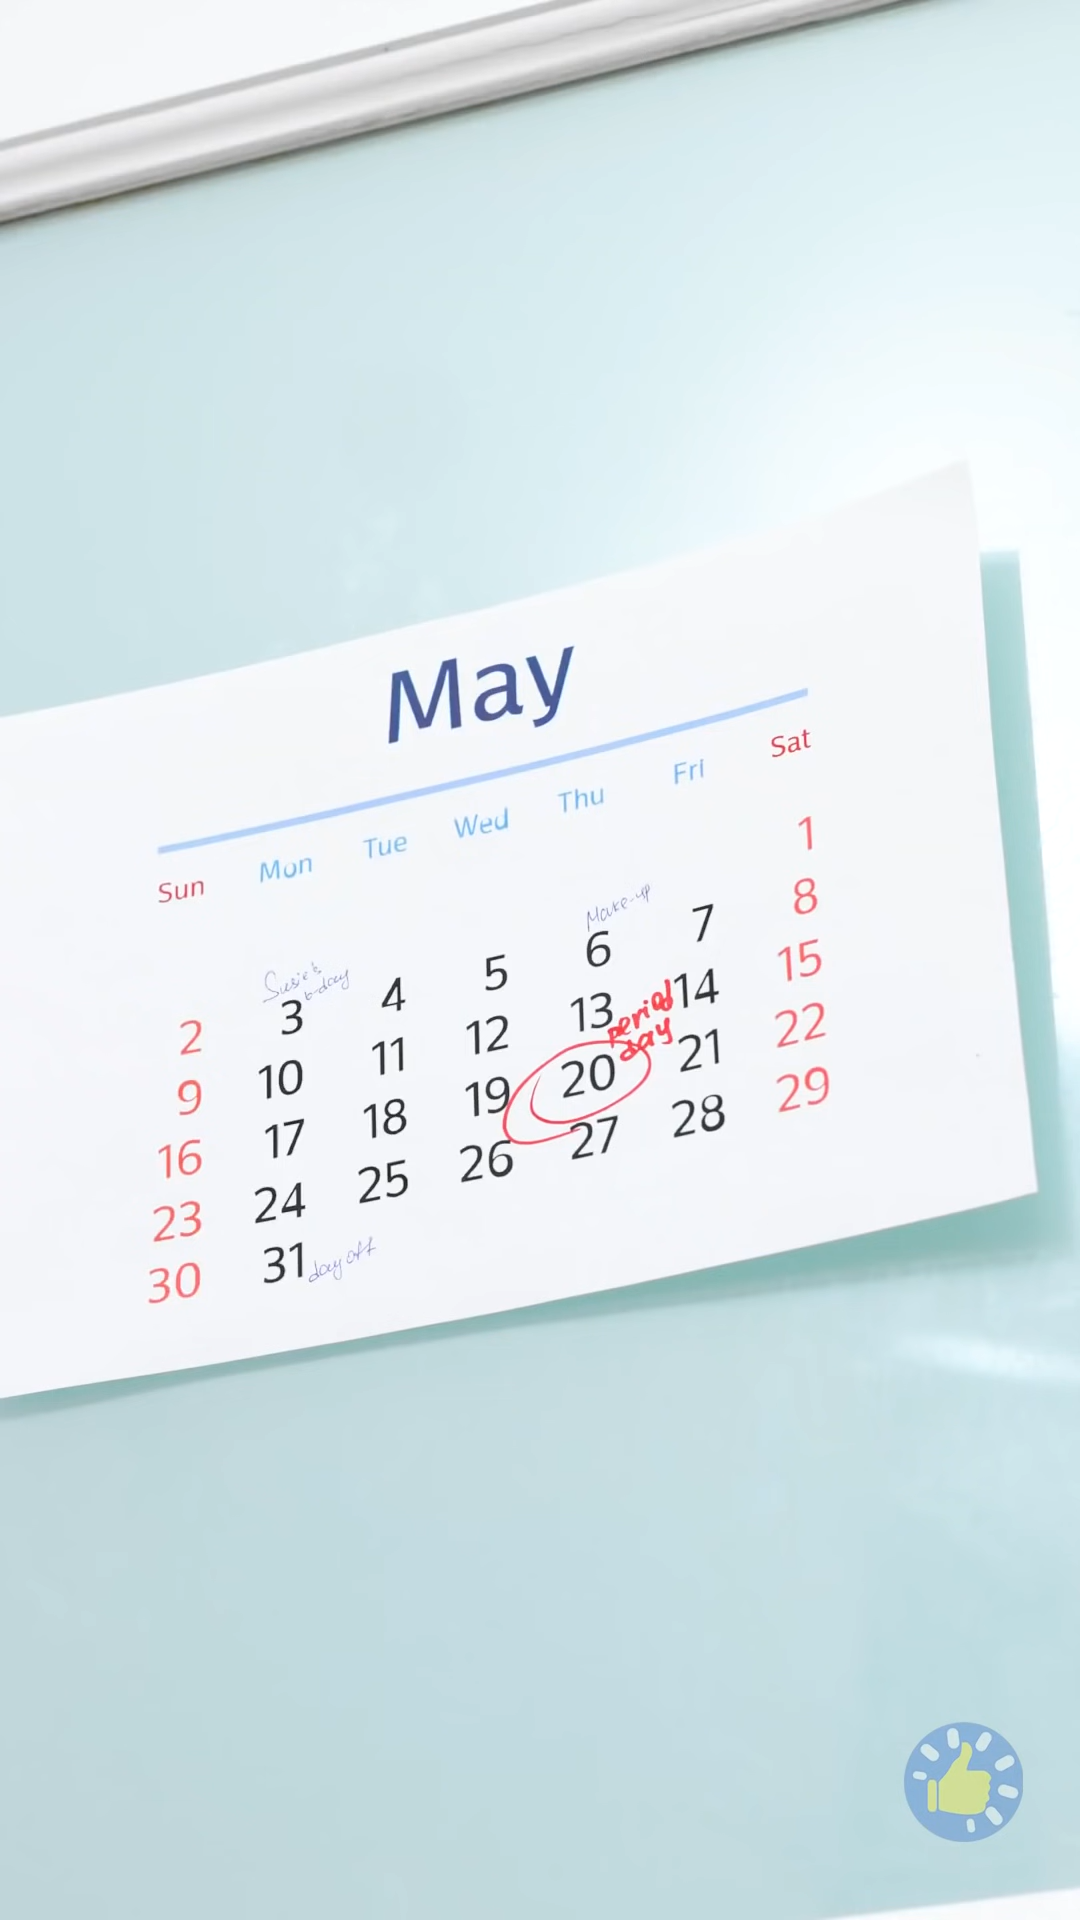 May
Sun Mon Tue Wed Thu Fri Sat
1
Susie's
b-day
Make-up
2 3 4 5 6 7 8
period
day
9 10 11 12 13 14 15
16 17 18 19 20 21 22
23 24 25 26 27 28 29
30 31 day off